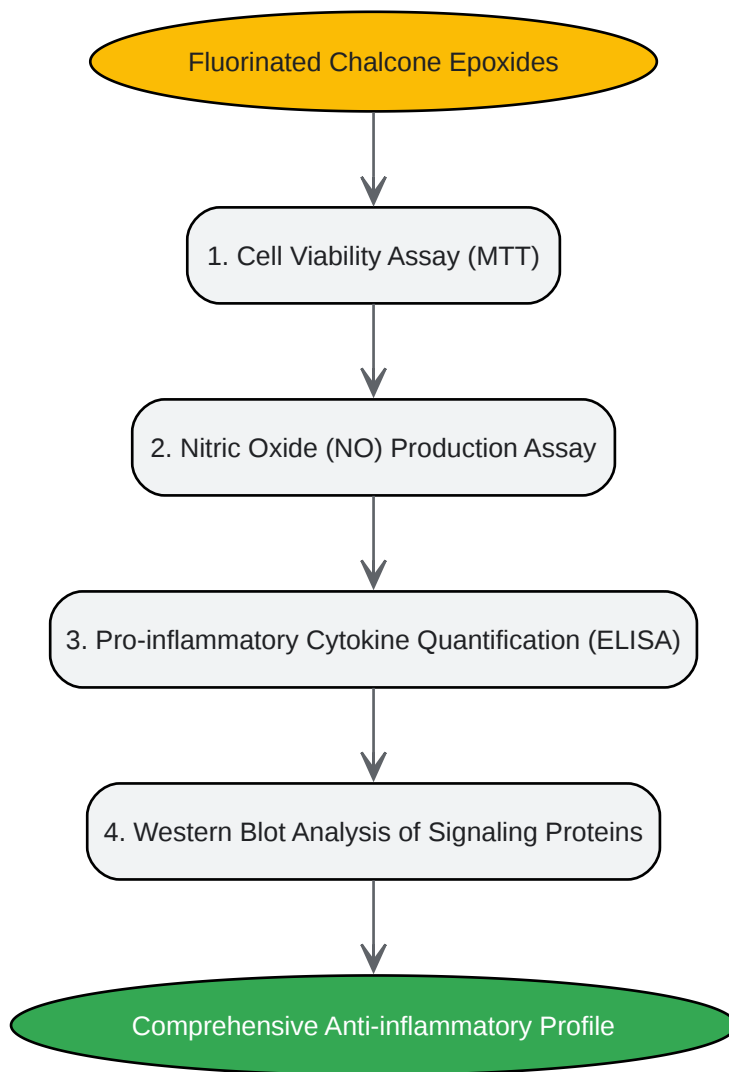 Fluorinated Chalcone Epoxides
1. Cell Viability Assay (MTT)
2. Nitric Oxide (NO) Production Assay
3. Pro-inflammatory Cytokine Quantification (ELISA)
4. Western Blot Analysis of Signaling Proteins
Comprehensive Anti-inflammatory Profile